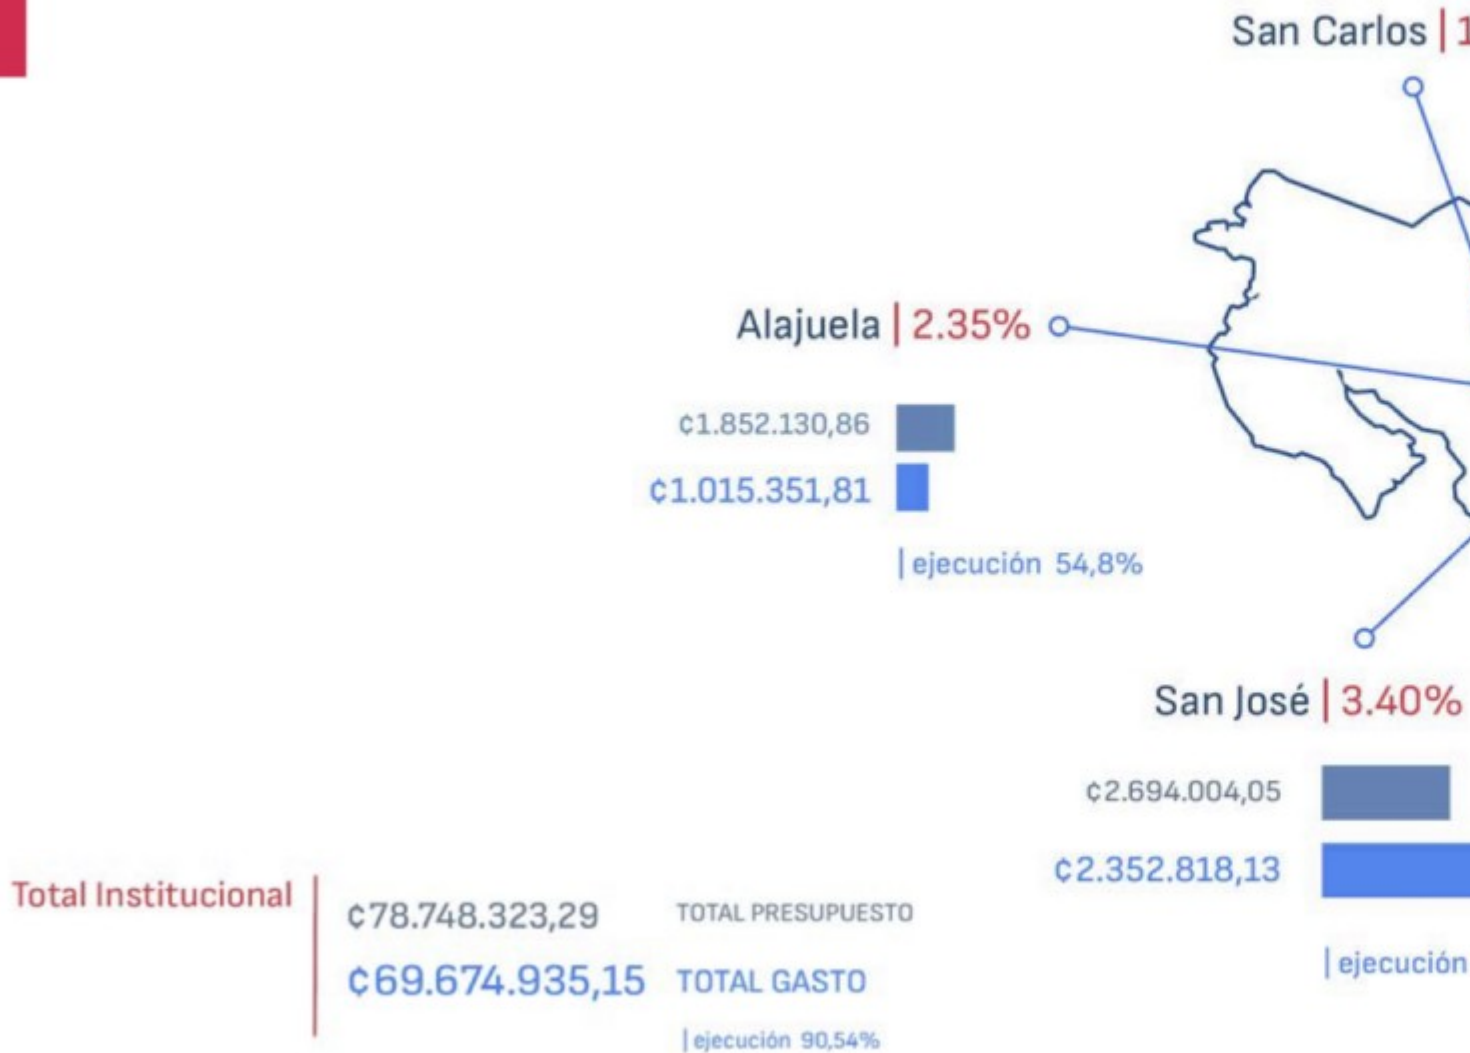 San Carlos | 1
Alajuela | 2.35%
¢1.852.130,86
¢1.015.351,81
| ejecución 54,8%
San José | 3.40%
¢2.694.004,05
¢2.352.818,13
| ejecución
Total Institucional
¢78.748.323,29 TOTAL PRESUPUESTO
¢69.674.935,15 TOTAL GASTO
| ejecución 90,54%